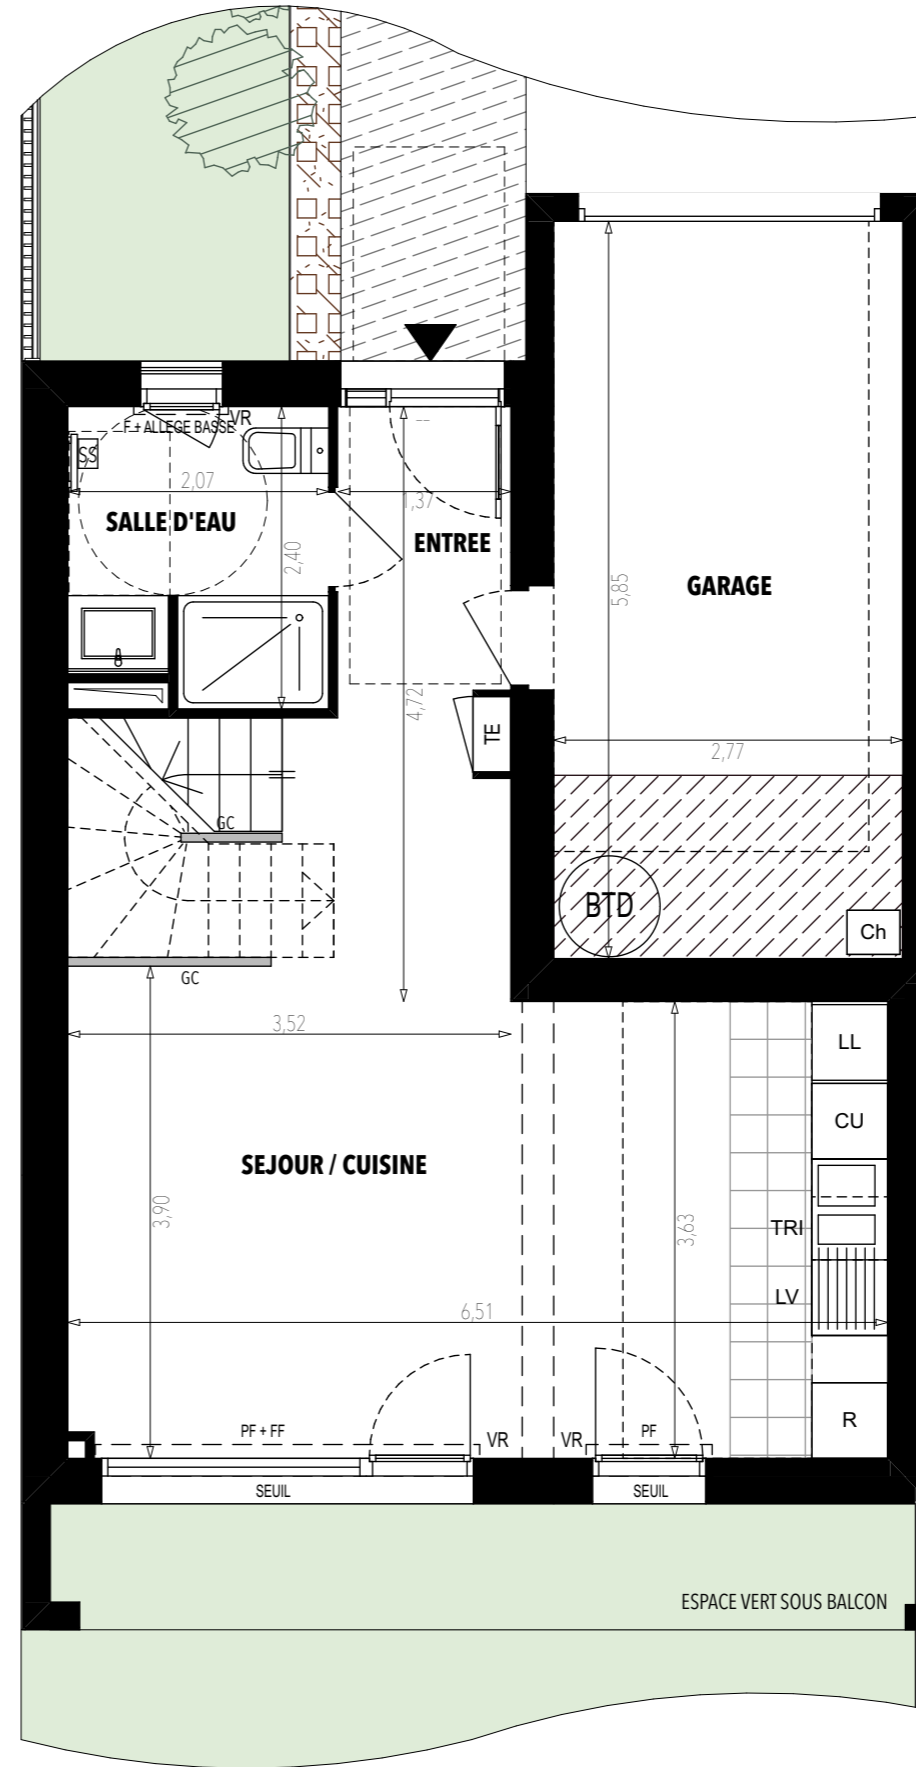 VR
F + ALLEGE BASSE
SS
2,07
1,37
SALLE D'EAU
ENTREE
2,40
5,85
GARAGE
4,72
TE
2,77
GC
BTD
Ch
GC
3,52
LL
CU
SEJOUR / CUISINE
3,90
3,63
TRI
LV
6,51
R
PF + FF
VR
VR
PF
SEUIL
SEUIL
ESPACE VERT SOUS BALCON